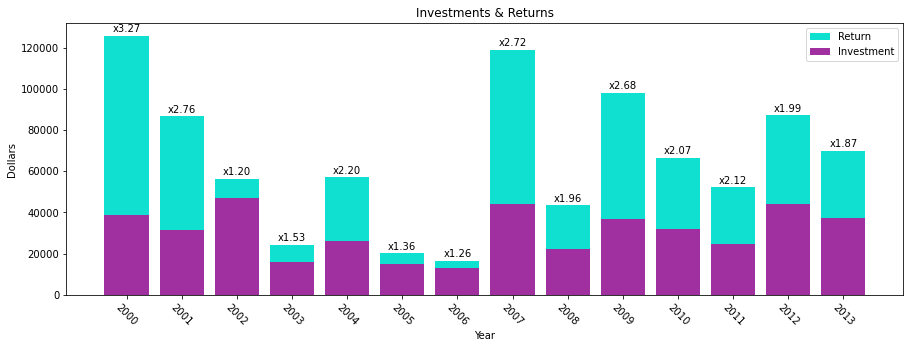 Investments & Returns
x3.27
x2.76
x1.20
x1.53
x2.20
x1.36
x1.26
x2.72
x1.96
x2.68
x2.07
x2.12
x1.99
x1.87
Return
Investment
Dollars
120000
100000
80000
60000
40000
20000
0
2000
2001
2002
2003
2004
2005
2006
2007
2008
2009
2010
2011
2012
2013
Year